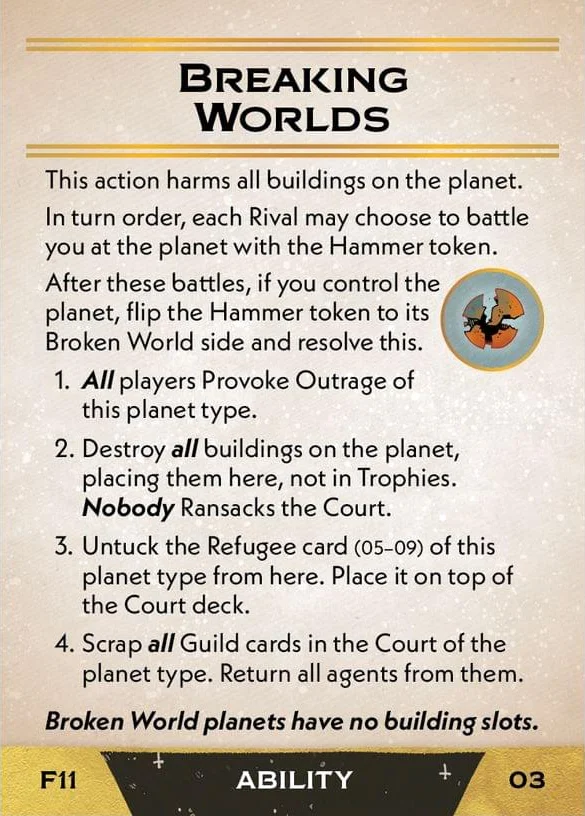 BREAKING
WORLDS
This action harms all buildings on the planet.
In turn order, each Rival may choose to battle
you at the planet with the Hammer token.
After these battles, if you control the
planet, flip the Hammer token to its
Broken World side and resolve this.
1. All players Provoke Outrage of
this planet type.
2. Destroy all buildings on the planet,
placing them here, not in Trophies.
Nobody Ransacks the Court.
3. Untuck the Refugee card (05–09) of this
planet type from here. Place it on top of
the Court deck.
4. Scrap all Guild cards in the Court of the
planet type. Return all agents from them.
Broken World planets have no building slots.
F11 ABILITY 03